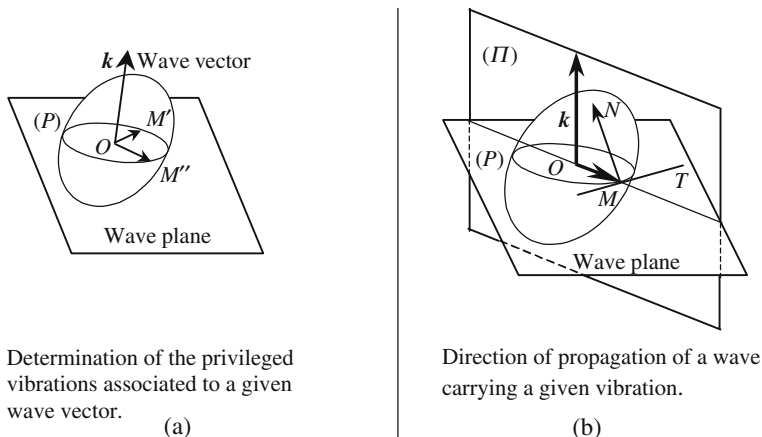 k
Wave vector
(P)
M′
O
M′′
Wave plane
Determination of the privileged
vibrations associated to a given
wave vector.
(a)
(Π)
k
N
(P)
O
T
M
Wave plane
Direction of propagation of a wave
carrying a given vibration.
(b)